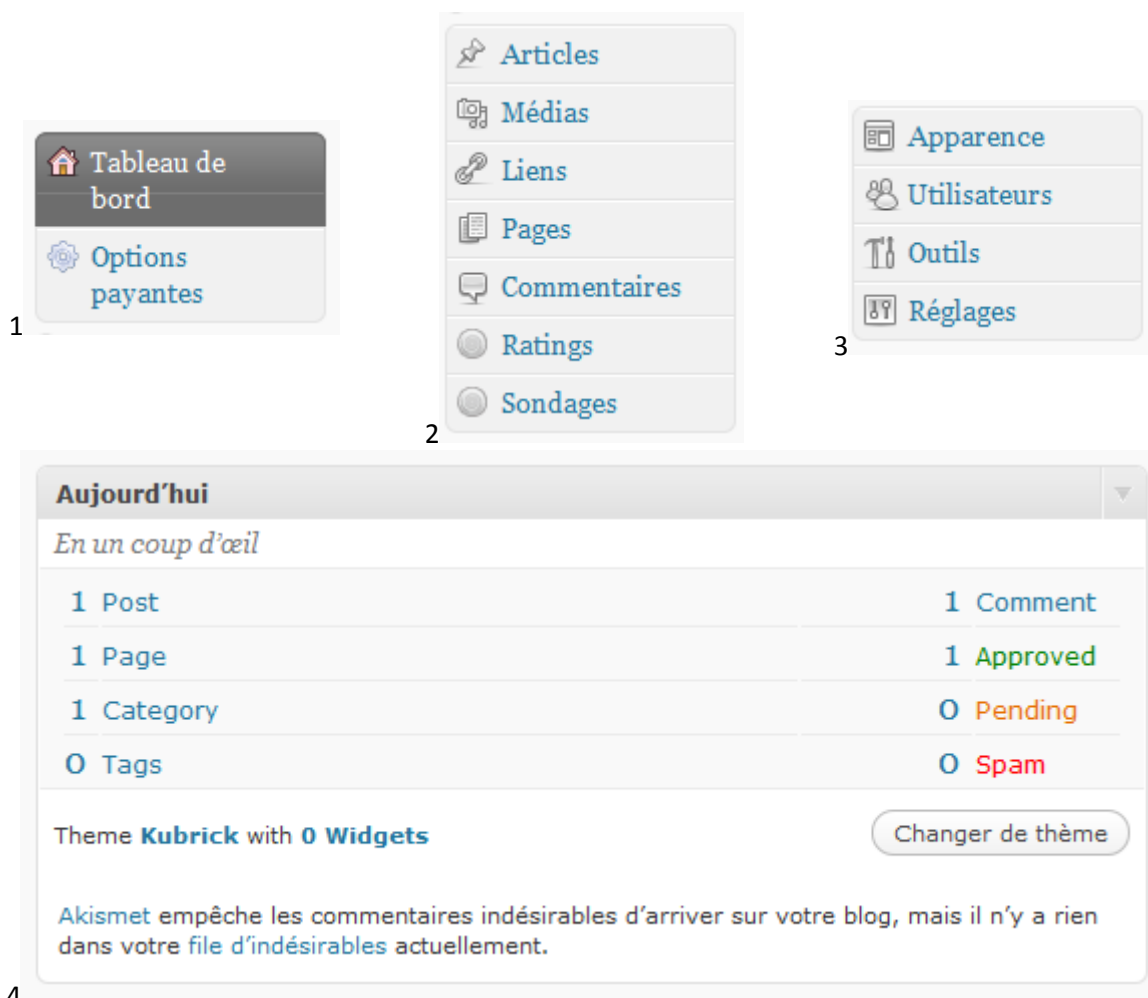 Tableau de
bord
Options
payantes
1
Articles
Médias
Liens
Pages
Commentaires
Ratings
Sondages
2
Apparence
Utilisateurs
Outils
Réglages
3
Aujourd´hui
En un coup d’œil
1 Post 1 Comment
1 Page 1 Approved
1 Category 0 Pending
0 Tags 0 Spam
Theme Kubrick with 0 Widgets Changer de thème
Akismet empêche les commentaires indésirables d’arriver sur votre blog, mais il n’y a rien
dans votre file d’indésirables actuellement.
4